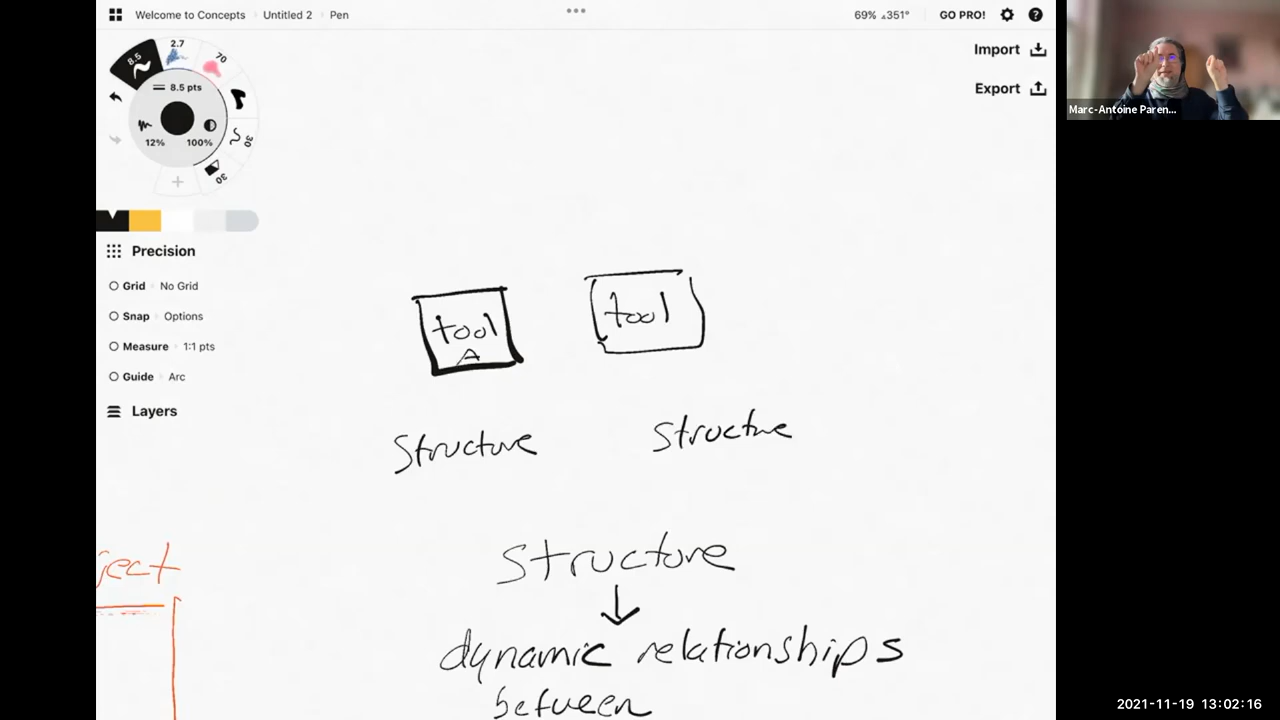 Welcome to Concepts Untitled 2 Pen
69% 351° GO PRO!
Import
Export
8.5 2.7 70
8.5 pts
12% 100%
30
30
Precision
Grid No Grid
Snap Options
Measure 1:1 pts
Guide Arc
Layers
Marc-Antoine Paren...
tool
A
tool
Structure
Structure
ject
Structure
dynamic relationships
between
2021-11-19 13:02:16